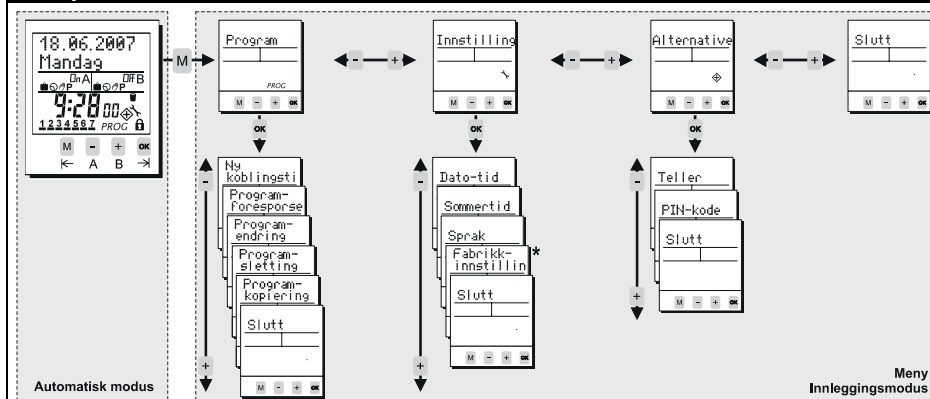 18.06.2007
Mandag
On A Off B
P P
9:28 00
1234567 PROG
M - + OK
A B
Automatisk modus
M
Program
PROG
M - + OK
- +
Innstilling
M - + OK
- +
Alternative
M - + OK
- +
Slutt
M - + OK
OK
OK
OK
-
+
Ny
koblingsti
Program-
foresporse
Program-
endring
Program-
sletting
Program-
kopiering
Slutt
M - + OK
-
+
Dato-tid
Sommertid
Sprak
Fabrikk-
innstillin
*
Slutt
M - + OK
-
+
Teller
PIN-kode
Slutt
M - + OK
Meny
Innleggingsmodus